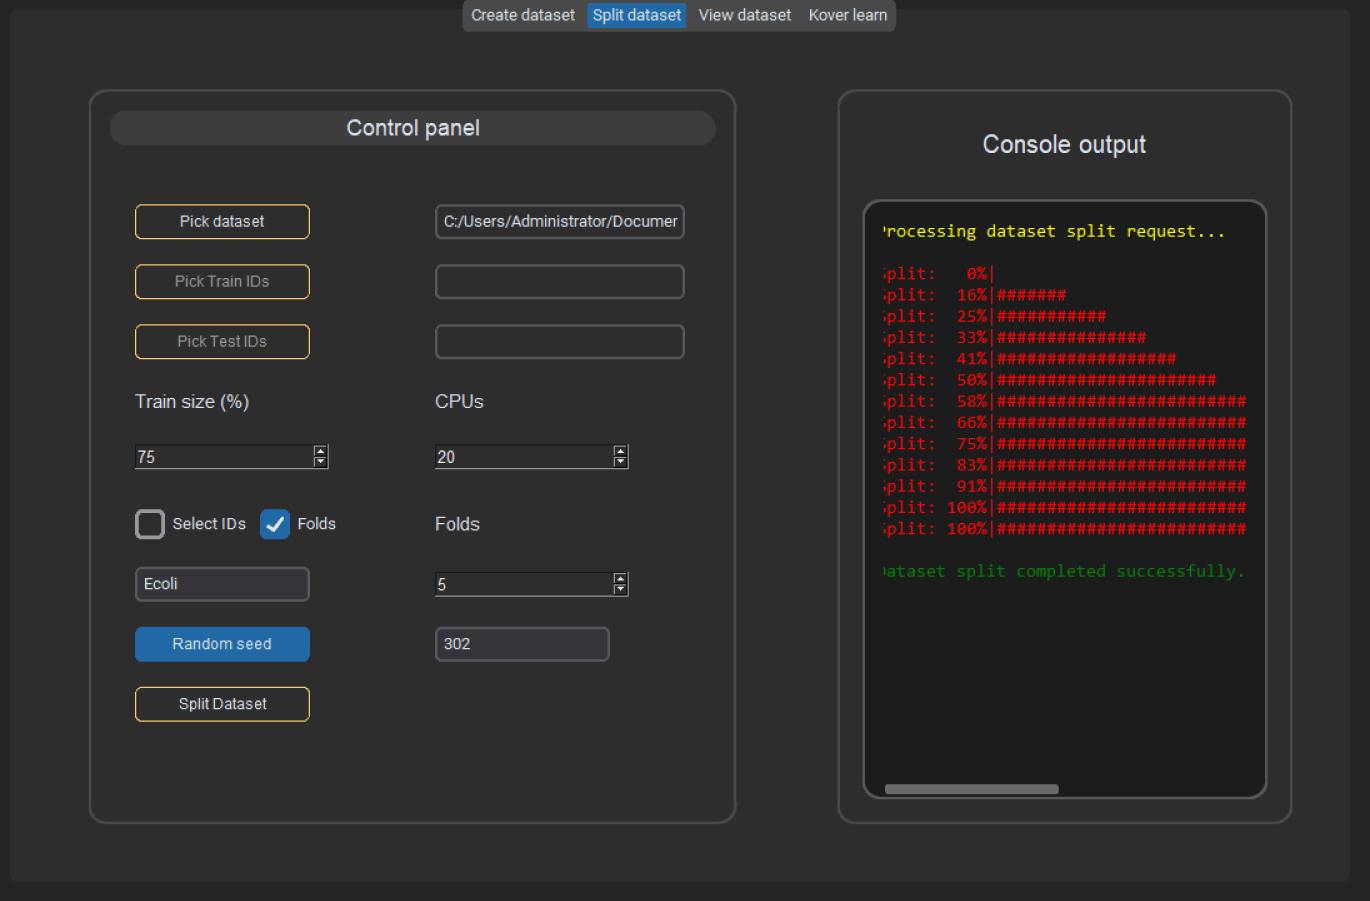 Create dataset Split dataset View dataset Kover learn
Control panel
Pick dataset C:/Users/Administrator/Documer
Pick Train IDs
Pick Test IDs
Train size (%) CPUs
75 20
Select IDs Folds Folds
Ecoli 5
Random seed 302
Split Dataset
Console output
rocessing dataset split request...
plit: 0%|
plit: 16%|#######
plit: 25%|###########
plit: 33%|###############
plit: 41%|##################
plit: 50%|######################
plit: 58%|#########################
plit: 66%|#########################
plit: 75%|#########################
plit: 83%|#########################
plit: 91%|#########################
plit: 100%|#########################
plit: 100%|#########################
ataset split completed successfully.